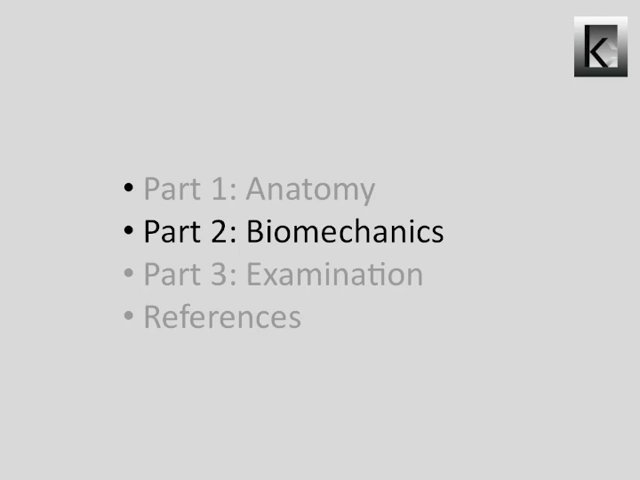 K
• Part 1: Anatomy
• Part 2: Biomechanics
• Part 3: Examination
• References